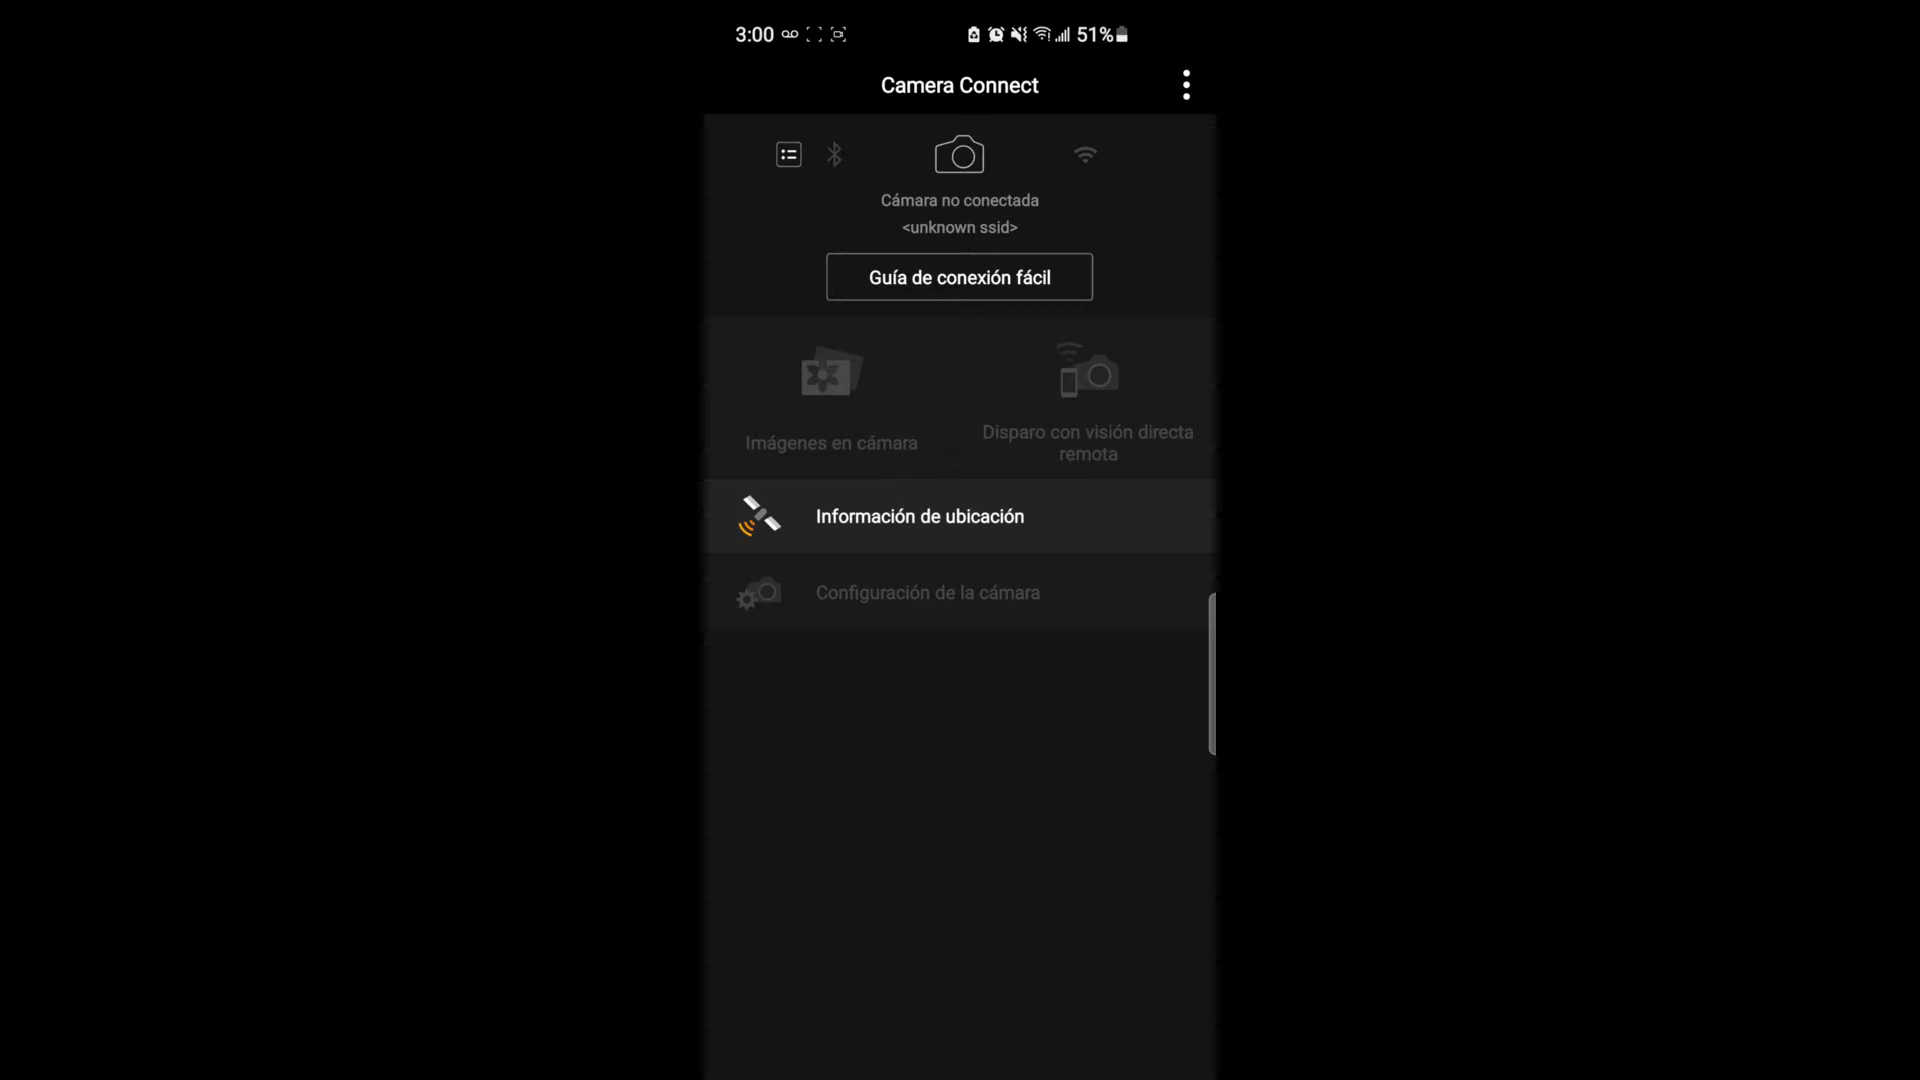 3:00
51%
Camera Connect
Cámara no conectada
<unknown ssid>
Guía de conexión fácil
Imágenes en cámara
Disparo con visión directa
remota
Información de ubicación
Configuración de la cámara